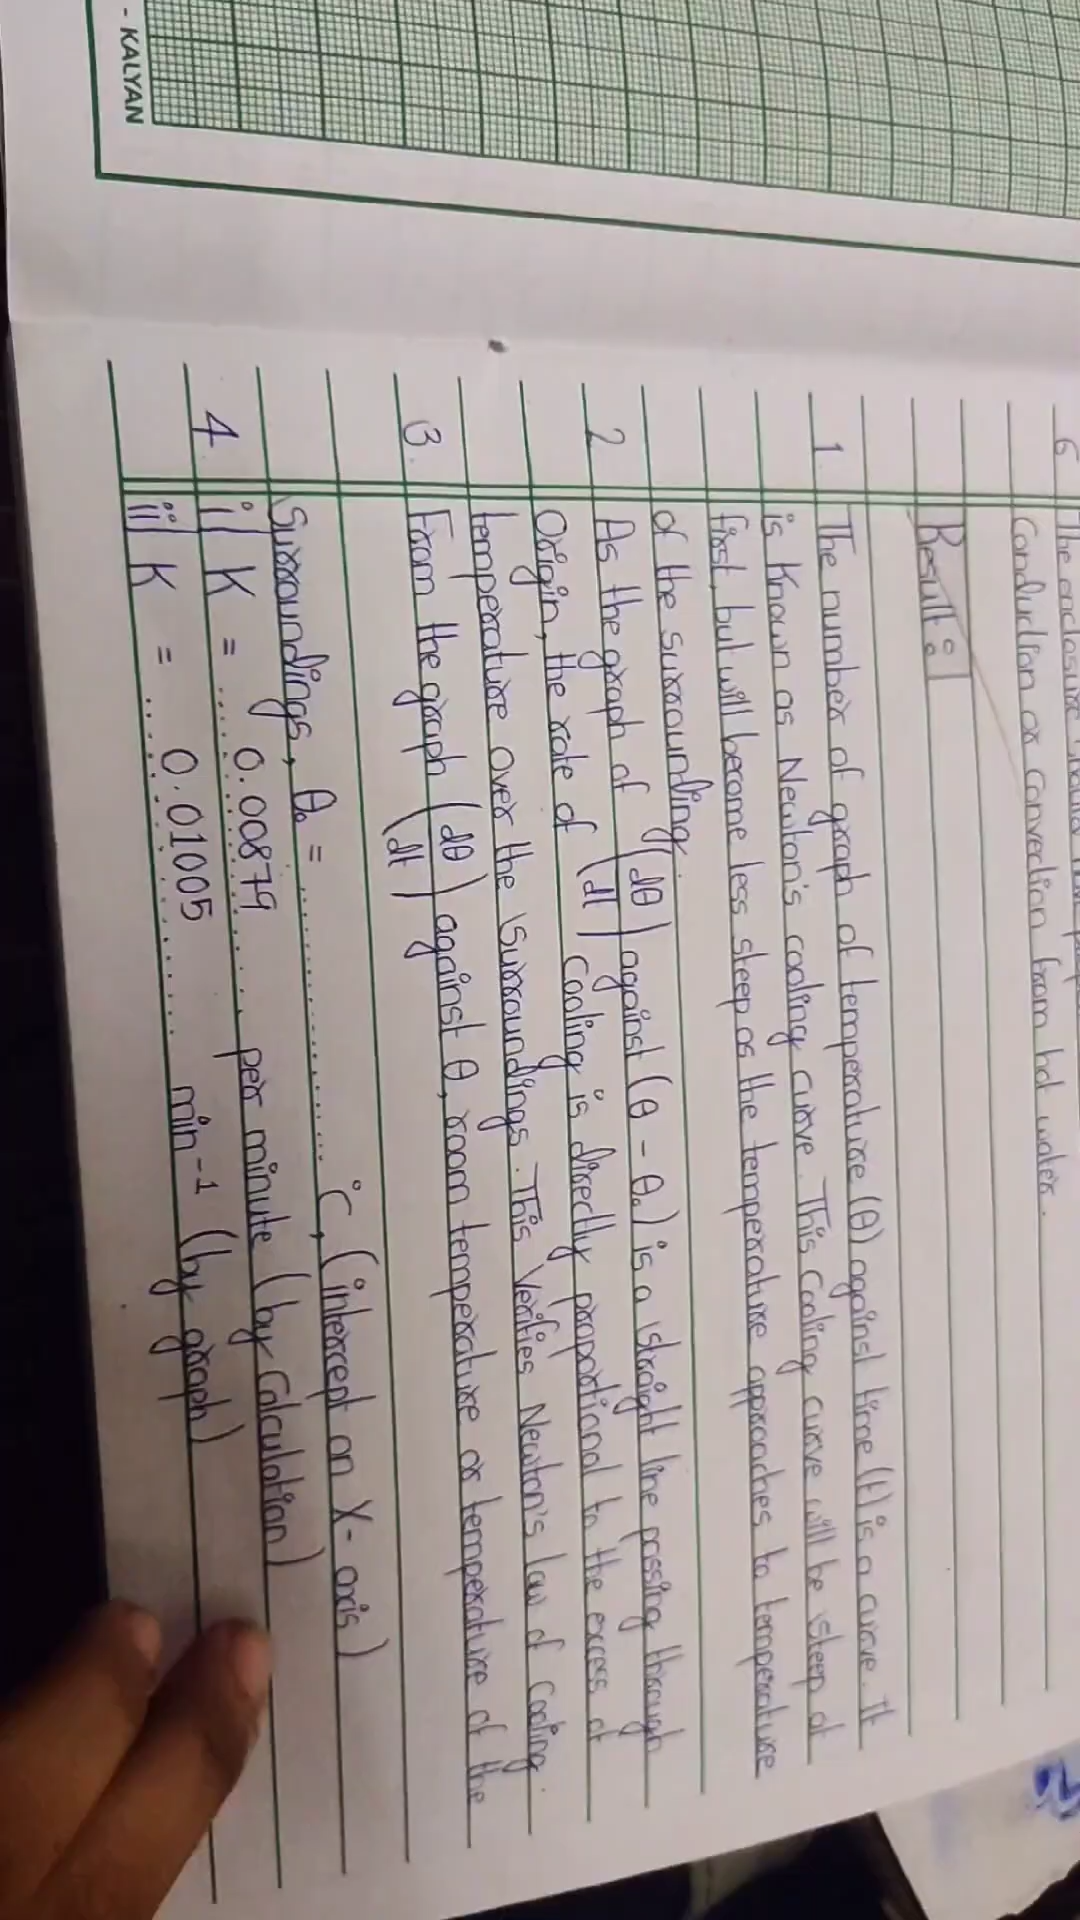 - KALYAN
6 The enclosure should not
Conduction or convection from hot water.
Result :
1. The number of graph of temperature (θ) against time (t) is a curve. It
is Known as Newton's cooling curve. This Cooling curve will be steep at
first, but will become less steep as the temperature approaches to temperature
of the surrounding.
2 As the graph of (dθ/dt) against (θ - θ₀) is a straight line passing through
Origin, the rate of Cooling is directly proportional to the excess of
temperature over the surroundings. This Verifies Newton's law of Cooling.
3. From the graph (dθ/dt) against θ, room temperature or temperature of the
Surroundings, θ₀ = .................. °C, (intercept on X-axis)
4 i] K = ...0.00879... per minute (by Calculation)
ii] K = ...0.01005... min⁻¹ (by graph)